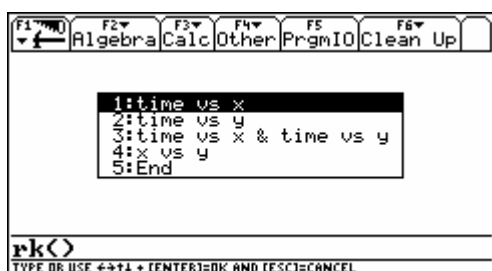 F1 F2 F3 F4 F5 F6
Algebra Calc Other PrgmIO Clean Up
1:time vs x
2:time vs y
3:time vs x & time vs y
4:x vs y
5:End
rk()
TYPE OR USE ←→↑↓ + [ENTER]=OK AND [ESC]=CANCEL